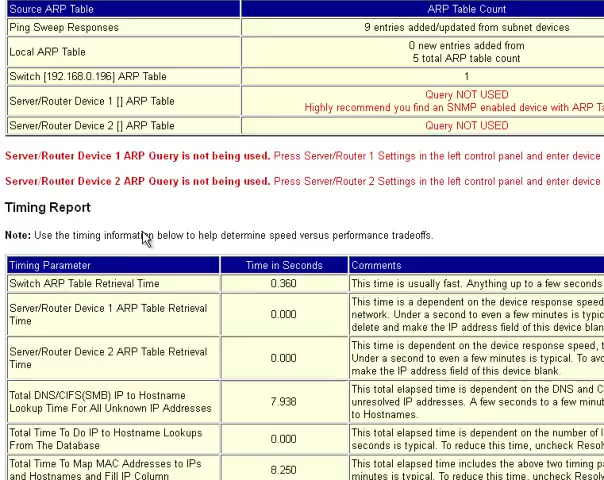 Source ARP Table ARP Table Count
Ping Sweep Responses 9 entries added/updated from subnet devices
Local ARP Table 0 new entries added from
5 total ARP table count
Switch [192.168.0.196] ARP Table 1
Server/Router Device 1 [] ARP Table Query NOT USED
Highly recommend you find an SNMP enabled device with ARP Ta
Server/Router Device 2 [] ARP Table Query NOT USED
Server/Router Device 1 ARP Query is not being used. Press Server/Router 1 Settings in the left control panel and enter device
Server/Router Device 2 ARP Query is not being used. Press Server/Router 2 Settings in the left control panel and enter device
Timing Report
Note: Use the timing information below to help determine speed versus performance tradeoffs.
Timing Parameter Time in Seconds Comments
Switch ARP Table Retrieval Time 0.360 This time is usually fast. Anything up to a few seconds
Server/Router Device 1 ARP Table Retrieval
Time 0.000 This time is a dependent on the device response speed
network. Under a second to even a few minutes is typic
delete and make the IP address field of this device blan
Server/Router Device 2 ARP Table Retrieval
Time 0.000 This time is dependent on the device response speed, t
Under a second to even a few minutes is typical. To avo
make the IP address field of this device blank.
Total DNS/CIFS(SMB) IP to Hostname
Lookup Time For All Unknown IP Addresses 7.938 This total elapsed time is dependent on the DNS and C
unresolved IP addresses. A few seconds to a few minut
to Hostnames.
Total Time To Do IP to Hostname Lookups
From The Database 0.000 This total elapsed time is dependent on the number of I
seconds is typical. To reduce this time, uncheck Resol
Total Time To Map MAC Addresses to IPs
and Hostnames and Fill IP Column 8.250 This total elapsed time includes the above two timing pa
minutes is typical. To reduce this time, uncheck Resol